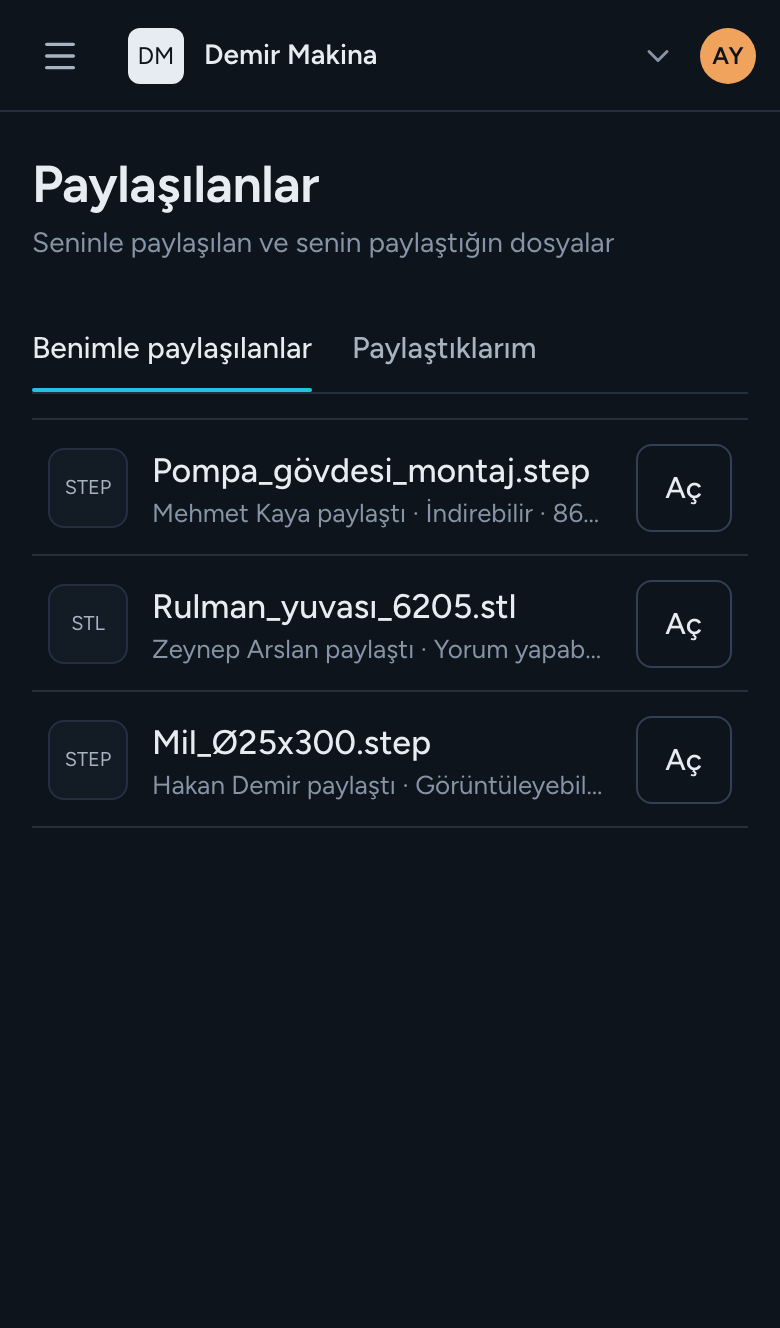 DM Demir Makina AY
Paylaşılanlar
Seninle paylaşılan ve senin paylaştığın dosyalar
Benimle paylaşılanlar Paylaştıklarım
STEP Pompa_gövdesi_montaj.step Aç
Mehmet Kaya paylaştı · İndirebilir · 86...
STL Rulman_yuvası_6205.stl Aç
Zeynep Arslan paylaştı · Yorum yapab...
STEP Mil_Ø25x300.step Aç
Hakan Demir paylaştı · Görüntüleyebil...